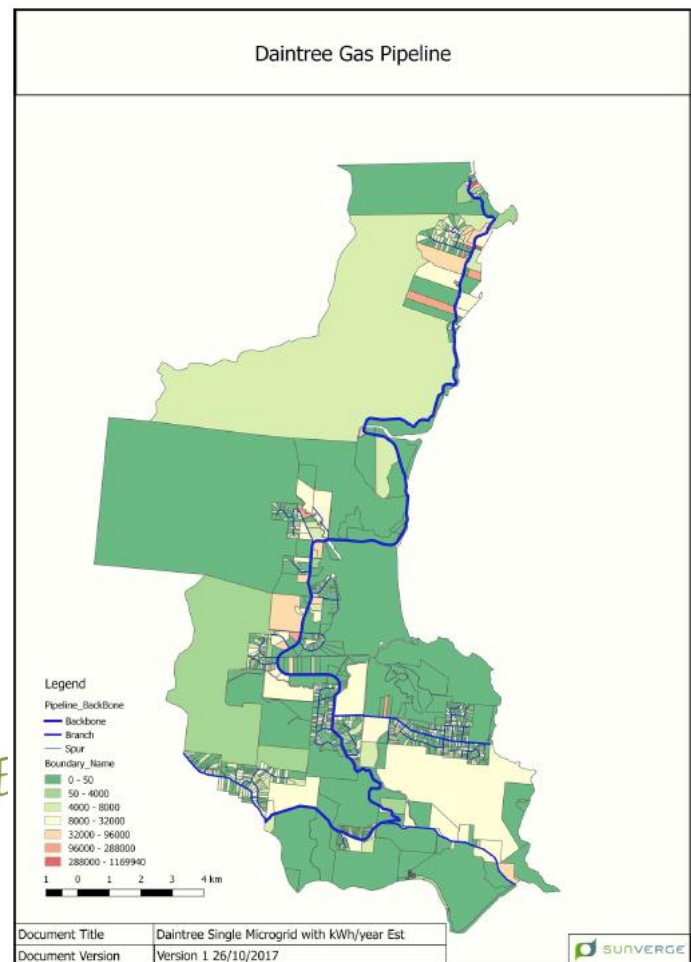 Daintree Gas Pipeline
Legend
Pipeline_BackBone
Backbone
Branch
Spur
Boundary_Name
0 - 50
50 - 4000
4000 - 8000
8000 - 32000
32000 - 96000
96000 - 288000
288000 - 1169940
1 0 1 2 3 4 km
Document Title Daintree Single Microgrid with kWh/year Est
Document Version Version 1 26/10/2017
SUNVERGE